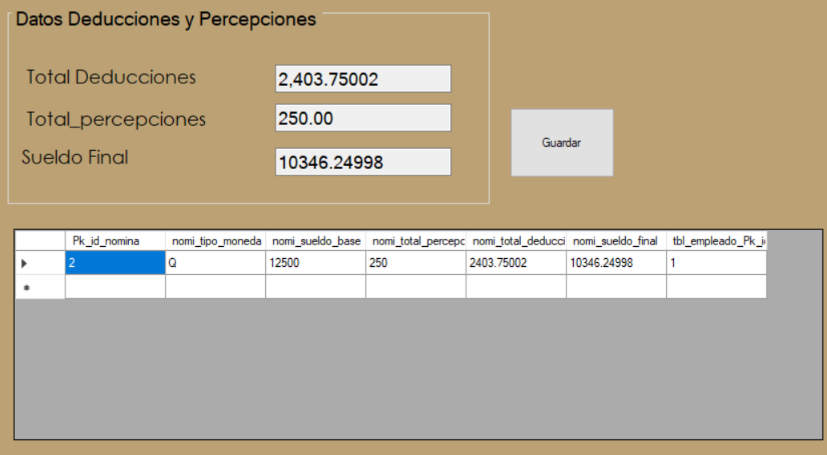 Datos Deducciones y Percepciones
Total Deducciones 2,403.75002
Total_percepciones 250.00
Guardar
Sueldo Final 10346.24998
Pk_id_nomina nomi_tipo_moneda nomi_sueldo_base nomi_total_percepc nomi_total_deducci nomi_sueldo_final tbl_empleado_Pk_i
2 Q 12500 250 2403.75002 10346.24998 1